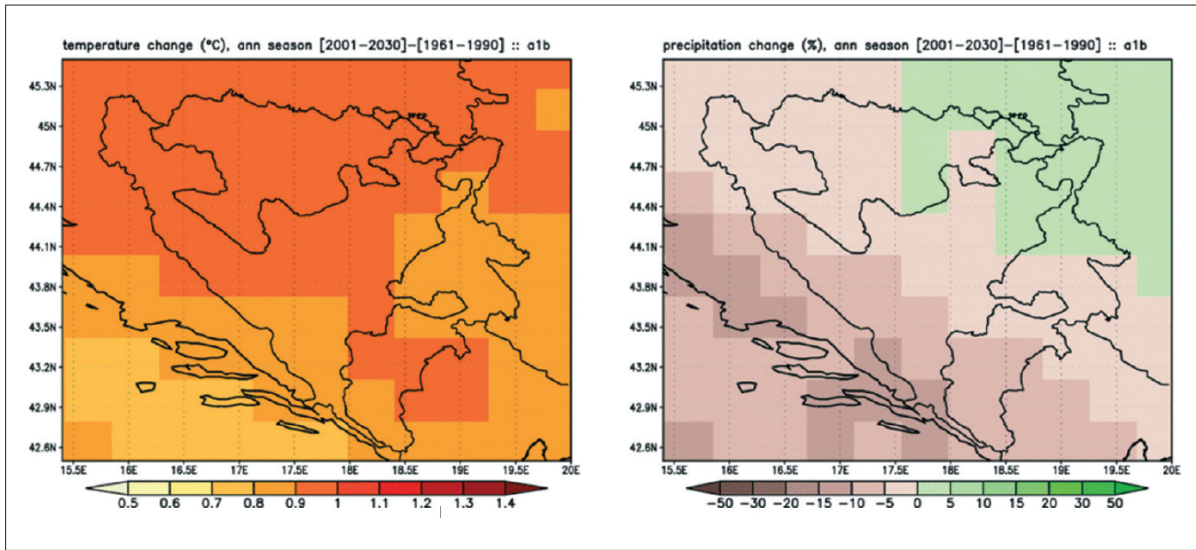 temperature change (°C), ann season [2001-2030]-[1961-1990] :: a1b
45.3N
45N
44.7N
44.4N
44.1N
43.8N
43.5N
43.2N
42.9N
42.6N
15.5E 16E 16.5E 17E 17.5E 18E 18.5E 19E 19.5E 20E
0.5 0.6 0.7 0.8 0.9 1 1.1 1.2 1.3 1.4
precipitation change (%), ann season [2001-2030]-[1961-1990] :: a1b
45.3N
45N
44.7N
44.4N
44.1N
43.8N
43.5N
43.2N
42.9N
42.6N
15.5E 16E 16.5E 17E 17.5E 18E 18.5E 19E 19.5E 20E
-50 -30 -20 -15 -10 -5 0 5 10 15 20 30 50